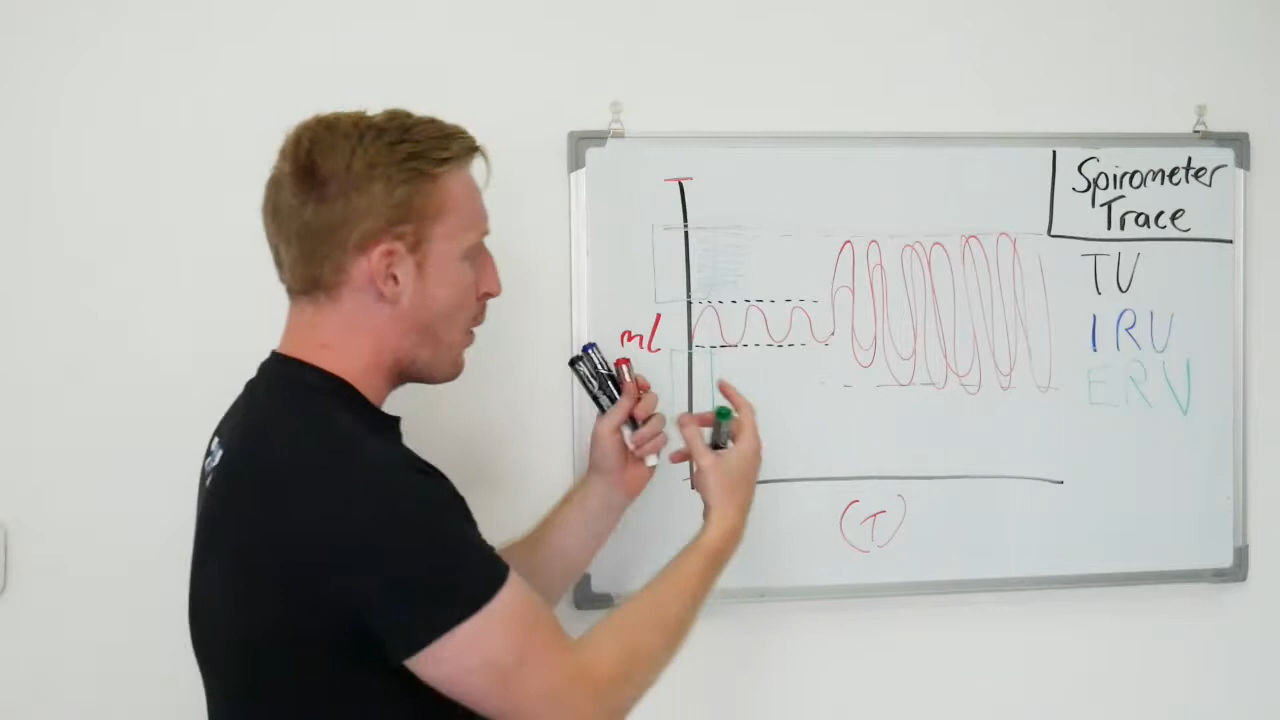 Spirometer
Trace
TV
IRV
ERV
ml
(T)